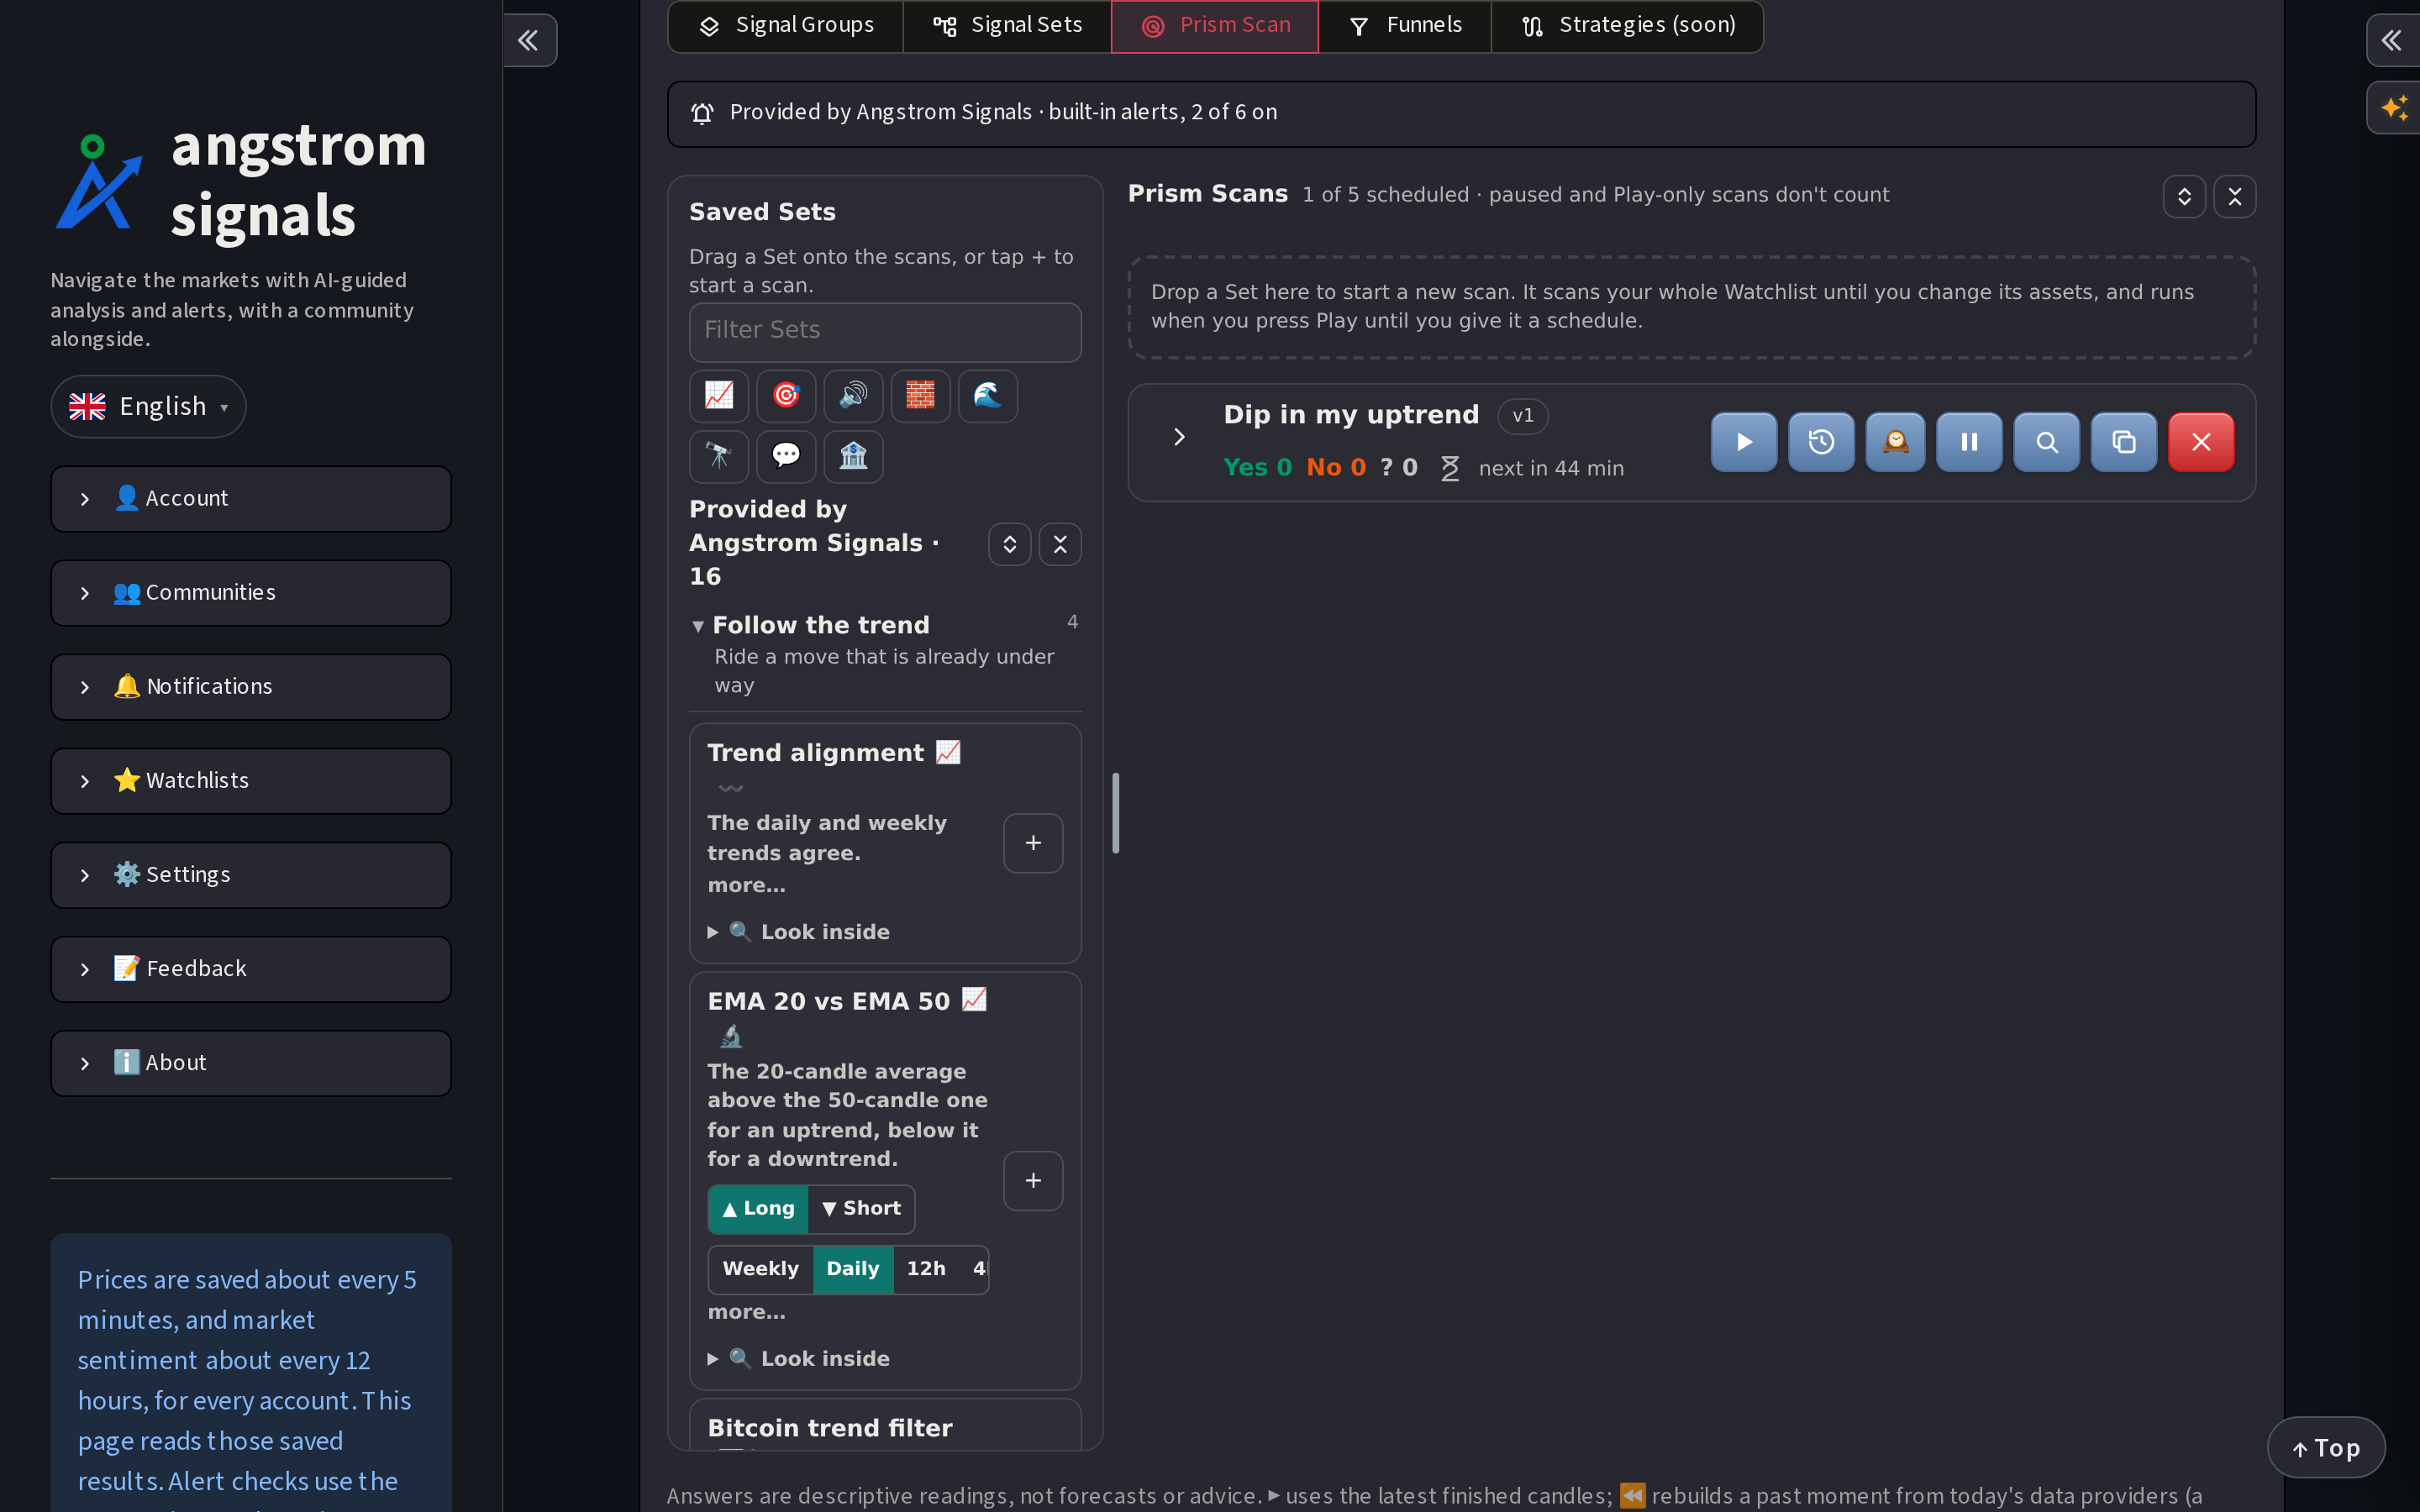 angstrom
signals
Navigate the markets with AI-guided
analysis and alerts, with a community
alongside.
English
Account
Communities
Notifications
Watchlists
Settings
Feedback
About
Prices are saved about every 5
minutes, and market
sentiment about every 12
hours, for every account. This
page reads those saved
results. Alert checks use the
Signal Groups
Signal Sets
Prism Scan
Funnels
Strategies (soon)
Provided by Angstrom Signals · built-in alerts, 2 of 6 on
Saved Sets
Drag a Set onto the scans, or tap + to
start a scan.
Filter Sets
Provided by
Angstrom Signals ·
16
Follow the trend 4
Ride a move that is already under
way
Trend alignment
The daily and weekly
trends agree.
more...
+
Look inside
EMA 20 vs EMA 50
The 20-candle average
above the 50-candle one
for an uptrend, below it
for a downtrend.
+
▲ Long ▼ Short
Weekly Daily 12h 4
more...
Look inside
Bitcoin trend filter
Prism Scans 1 of 5 scheduled · paused and Play-only scans don't count
Drop a Set here to start a new scan. It scans your whole Watchlist until you change its assets, and runs
when you press Play until you give it a schedule.
Dip in my uptrend v1
Yes 0 No 0 ? 0 next in 44 min
↑ Top
Answers are descriptive readings, not forecasts or advice. ▶ uses the latest finished candles; ⏪ rebuilds a past moment from today's data providers (a